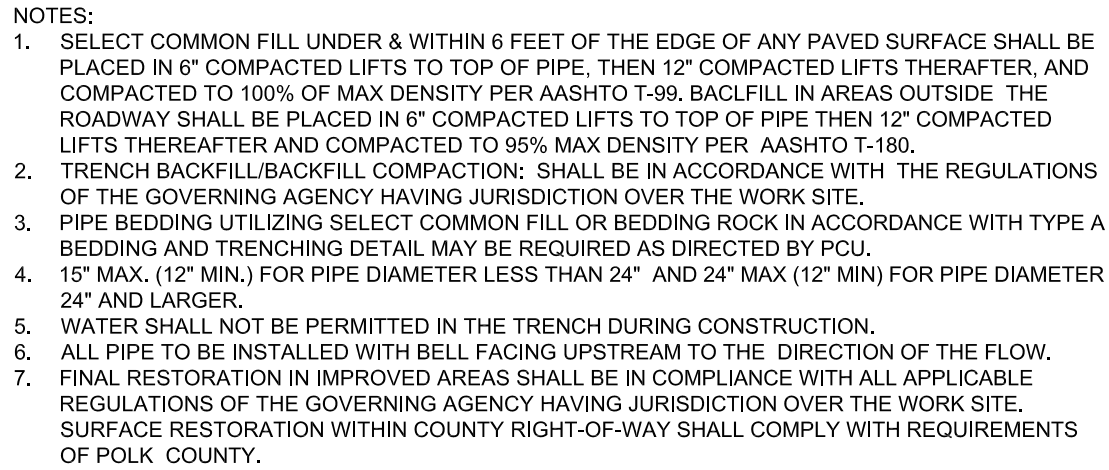 NOTES:
1. SELECT COMMON FILL UNDER & WITHIN 6 FEET OF THE EDGE OF ANY PAVED SURFACE SHALL BE
PLACED IN 6" COMPACTED LIFTS TO TOP OF PIPE, THEN 12" COMPACTED LIFTS THERAFTER, AND
COMPACTED TO 100% OF MAX DENSITY PER AASHTO T-99. BACLFILL IN AREAS OUTSIDE THE
ROADWAY SHALL BE PLACED IN 6" COMPACTED LIFTS TO TOP OF PIPE THEN 12" COMPACTED
LIFTS THEREAFTER AND COMPACTED TO 95% MAX DENSITY PER AASHTO T-180.
2. TRENCH BACKFILL/BACKFILL COMPACTION: SHALL BE IN ACCORDANCE WITH THE REGULATIONS
OF THE GOVERNING AGENCY HAVING JURISDICTION OVER THE WORK SITE.
3. PIPE BEDDING UTILIZING SELECT COMMON FILL OR BEDDING ROCK IN ACCORDANCE WITH TYPE A
BEDDING AND TRENCHING DETAIL MAY BE REQUIRED AS DIRECTED BY PCU.
4. 15" MAX. (12" MIN.) FOR PIPE DIAMETER LESS THAN 24" AND 24" MAX (12" MIN) FOR PIPE DIAMETER
24" AND LARGER.
5. WATER SHALL NOT BE PERMITTED IN THE TRENCH DURING CONSTRUCTION.
6. ALL PIPE TO BE INSTALLED WITH BELL FACING UPSTREAM TO THE DIRECTION OF THE FLOW.
7. FINAL RESTORATION IN IMPROVED AREAS SHALL BE IN COMPLIANCE WITH ALL APPLICABLE
REGULATIONS OF THE GOVERNING AGENCY HAVING JURISDICTION OVER THE WORK SITE.
SURFACE RESTORATION WITHIN COUNTY RIGHT-OF-WAY SHALL COMPLY WITH REQUIREMENTS
OF POLK COUNTY.